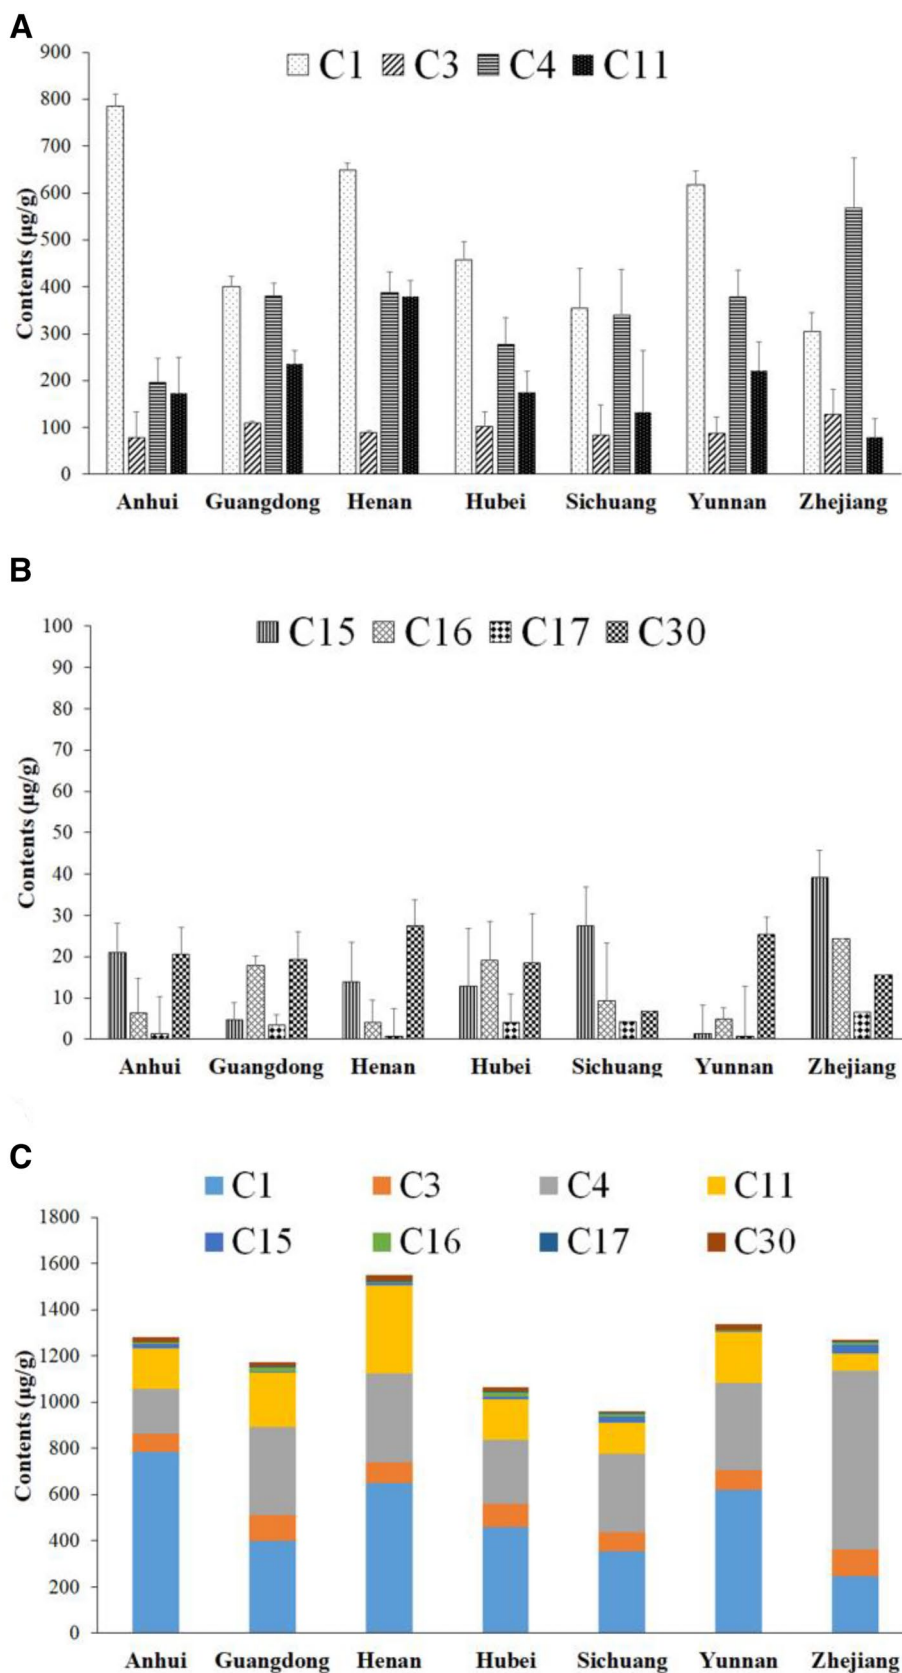 A
C1 C3 C4 C11
900
800
700
600
500
400
300
200
100
0
Contents (μg/g)
Anhui Guangdong Henan Hubei Sichuang Yunnan Zhejiang
B
C15 C16 C17 C30
100
90
80
70
60
50
40
30
20
10
0
Contents (μg/g)
Anhui Guangdong Henan Hubei Sichuang Yunnan Zhejiang
C
C1 C3 C4 C11
C15 C16 C17 C30
1800
1600
1400
1200
1000
800
600
400
200
0
Contents (μg/g)
Anhui Guangdong Henan Hubei Sichuang Yunnan Zhejiang